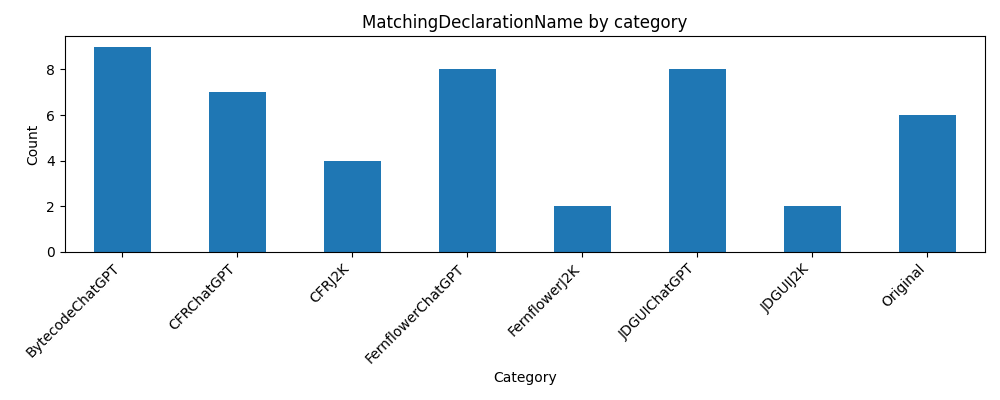 MatchingDeclarationName by category
Count
8
6
4
2
0
BytecodeChatGPT
CFRChatGPT
CFRJ2K
FernflowerChatGPT
FernflowerJ2K
JDGUIChatGPT
JDGUIJ2K
Original
Category